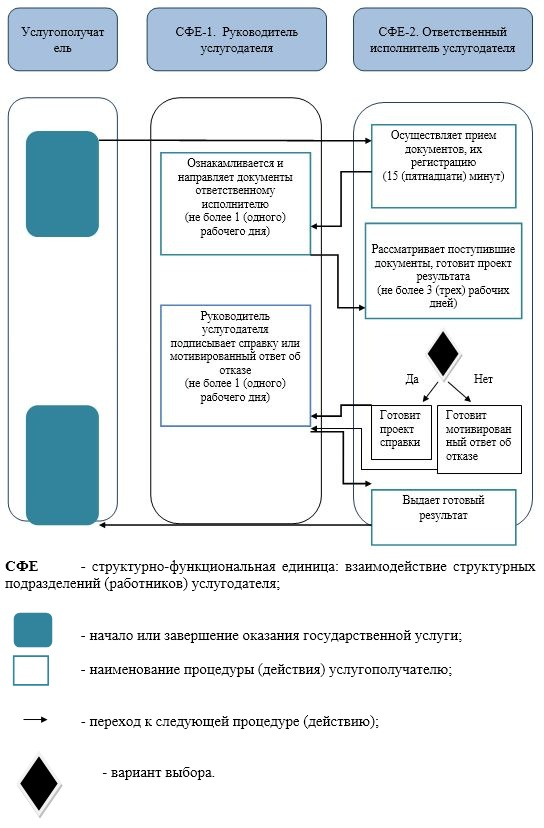 Услугополучат
ель
СФЕ-1. Руководитель
услугодателя
СФЕ-2. Ответственный
исполнитель услугодателя
Осуществляет прием
документов, их
регистрацию
(15 (пятнадцати) минут)
Ознакамливается и
направляет документы
ответственному
исполнителю
(не более 1 (одного)
рабочего дня)
Рассматривает поступившие
документы, готовит проект
результата
(не более 3 (трех) рабочих
дней)
Руководитель
услугодателя
подписывает справку или
мотивированный ответ об
отказе
(не более 1 (одного)
рабочего дня)
Да
Нет
Готовит
проект
справки
Готовит
мотивирован
ный ответ об
отказе
Выдает готовый
результат
СФЕ - структурно-функциональная единица: взаимодействие структурных
подразделений (работников) услугодателя;
- начало или завершение оказания государственной услуги;
- наименование процедуры (действия) услугополучателю;
- переход к следующей процедуре (действию);
- вариант выбора.